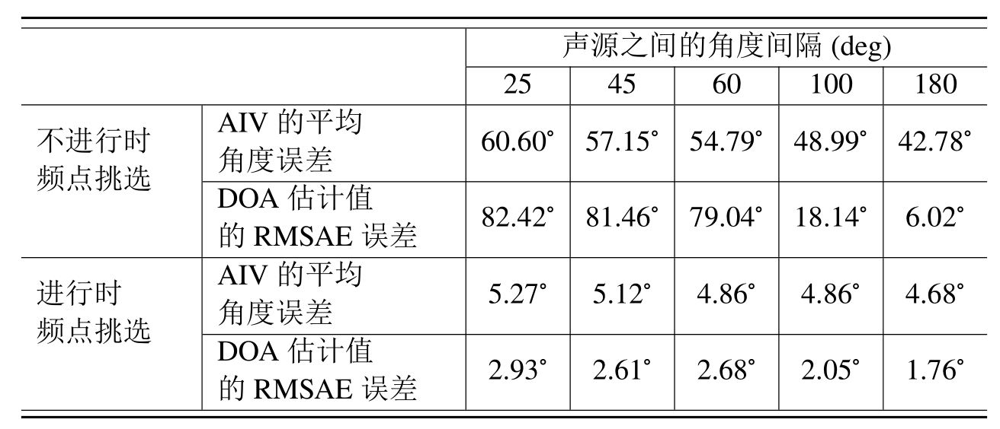 声源之间的角度间隔 (deg)
25 45 60 100 180
不进行时
频点挑选
AIV 的平均
角度误差
60.60° 57.15° 54.79° 48.99° 42.78°
DOA 估计值
的 RMSAE 误差
82.42° 81.46° 79.04° 18.14° 6.02°
进行时
频点挑选
AIV 的平均
角度误差
5.27° 5.12° 4.86° 4.86° 4.68°
DOA 估计值
的 RMSAE 误差
2.93° 2.61° 2.68° 2.05° 1.76°